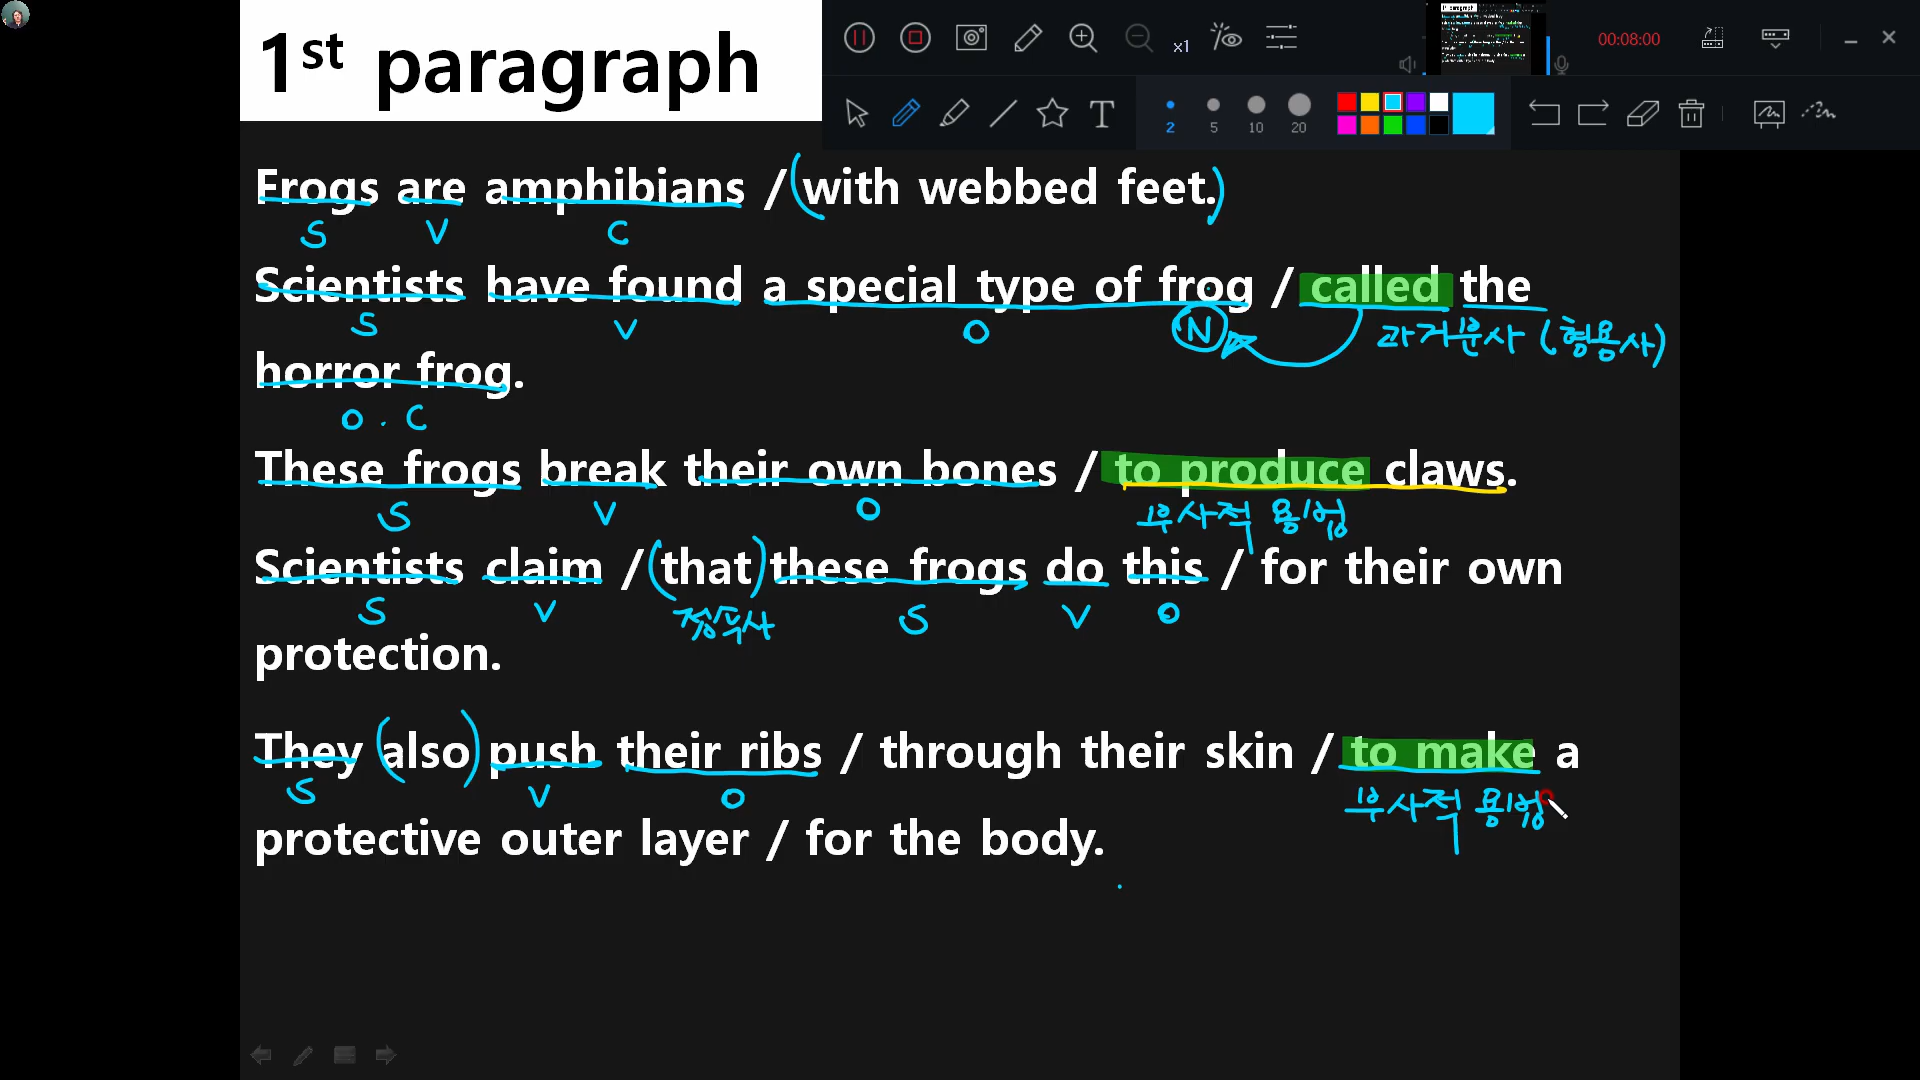 1st paragraph
x1
00:08:00
2 5 10 20
Frogs are amphibians / (with webbed feet.)
S V C
Scientists have found a special type of frog / called the
S V O N 과거분사 (형용사)
horror frog.
O.C
These frogs break their own bones / to produce claws.
S V O 부사적 용법
Scientists claim / (that) these frogs do this / for their own
S V 접속사 S V O
protection.
They (also) push their ribs / through their skin / to make a
S V O 부사적 용법
protective outer layer / for the body.